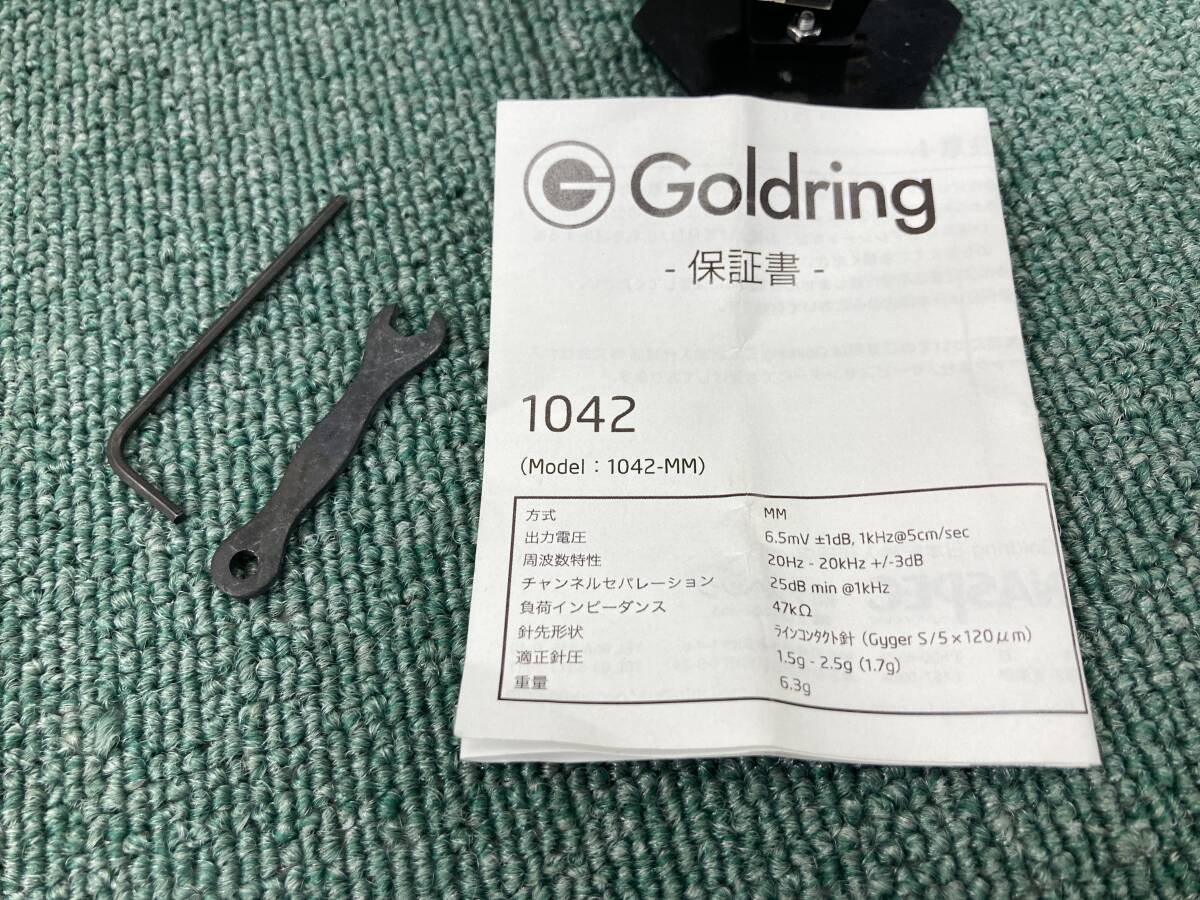 G Goldring
- 保証書 -
1042
(Model : 1042-MM)
方式 MM
出力電圧 6.5mV ±1dB, 1kHz@5cm/sec
周波数特性 20Hz - 20kHz +/-3dB
チャンネルセパレーション 25dB min @1kHz
負荷インピーダンス 47kΩ
針先形状 ラインコンタクト針 (Gyger S/5×120μm)
適正針圧 1.5g - 2.5g (1.7g)
重量 6.3g